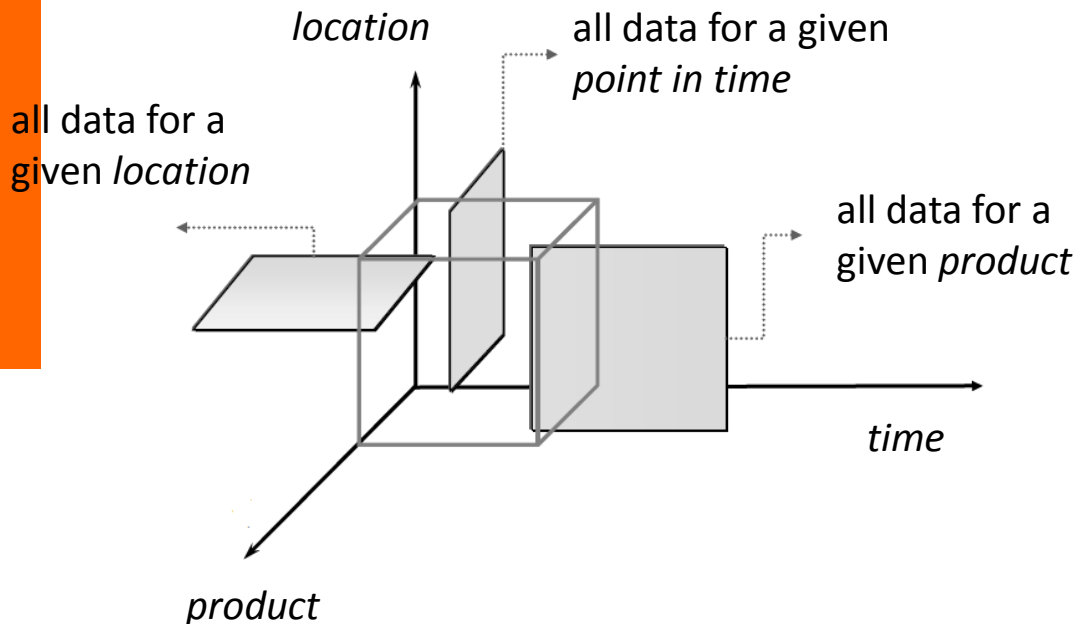 location
all data for a given
point in time
all data for a
given location
all data for a
given product
time
product